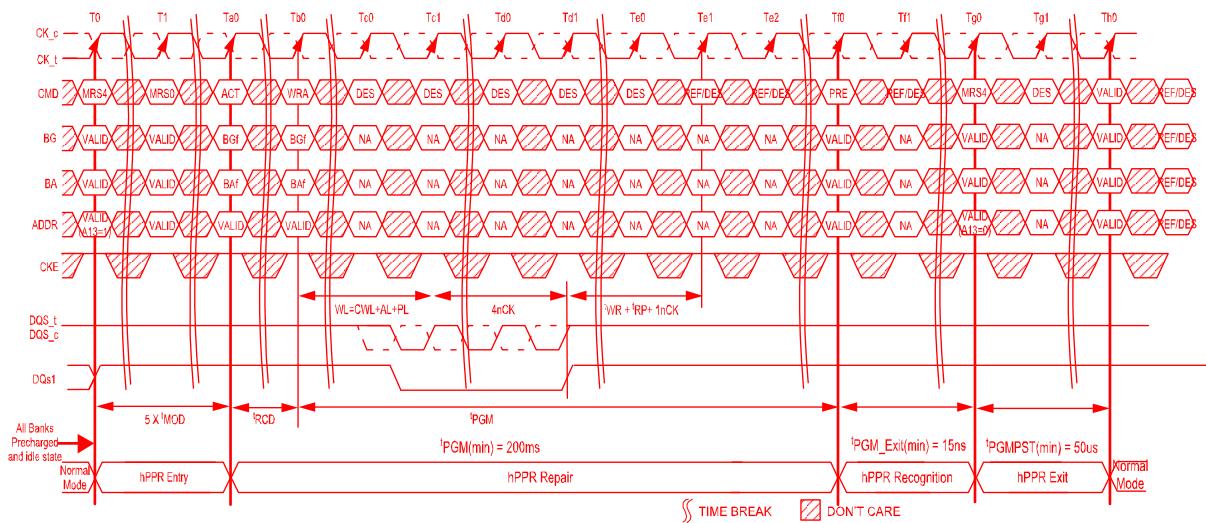 T0 T1 Ta0 Tb0 Tc0 Tc1 Td0 Td1 Te0 Te1 Te2 Tf0 Tf1 Tg0 Tg1 Th0
CK_c
CK_t
CMD MRS4 MRS0 ACT WRA DES DES DES DES DES REF/DES REF/DES PRE REF/DES MRS4 DES VALID REF/DES
BG VALID VALID BGf BGf NA NA NA NA NA NA NA VALID NA VALID NA VALID REF/DES
BA VALID VALID BAf BAf NA NA NA NA NA NA NA VALID NA VALID NA VALID REF/DES
ADDR VALID (A13=1) VALID VALID VALID NA NA NA NA NA NA NA VALID NA VALID (A13=0) NA VALID REF/DES
CKE
WL=CWL+AL+PL 4nCK tWR + tRP+ 1nCK
DQS_t
DQS_c
DQs1
5 X tMOD tRCD tPGM
All Banks
Precharged
and idle state
tPGM(min) = 200ms tPGM_Exit(min) = 15ns tPGMPST(min) = 50us
Normal Mode hPPR Entry hPPR Repair hPPR Recognition hPPR Exit Normal Mode
TIME BREAK DON'T CARE